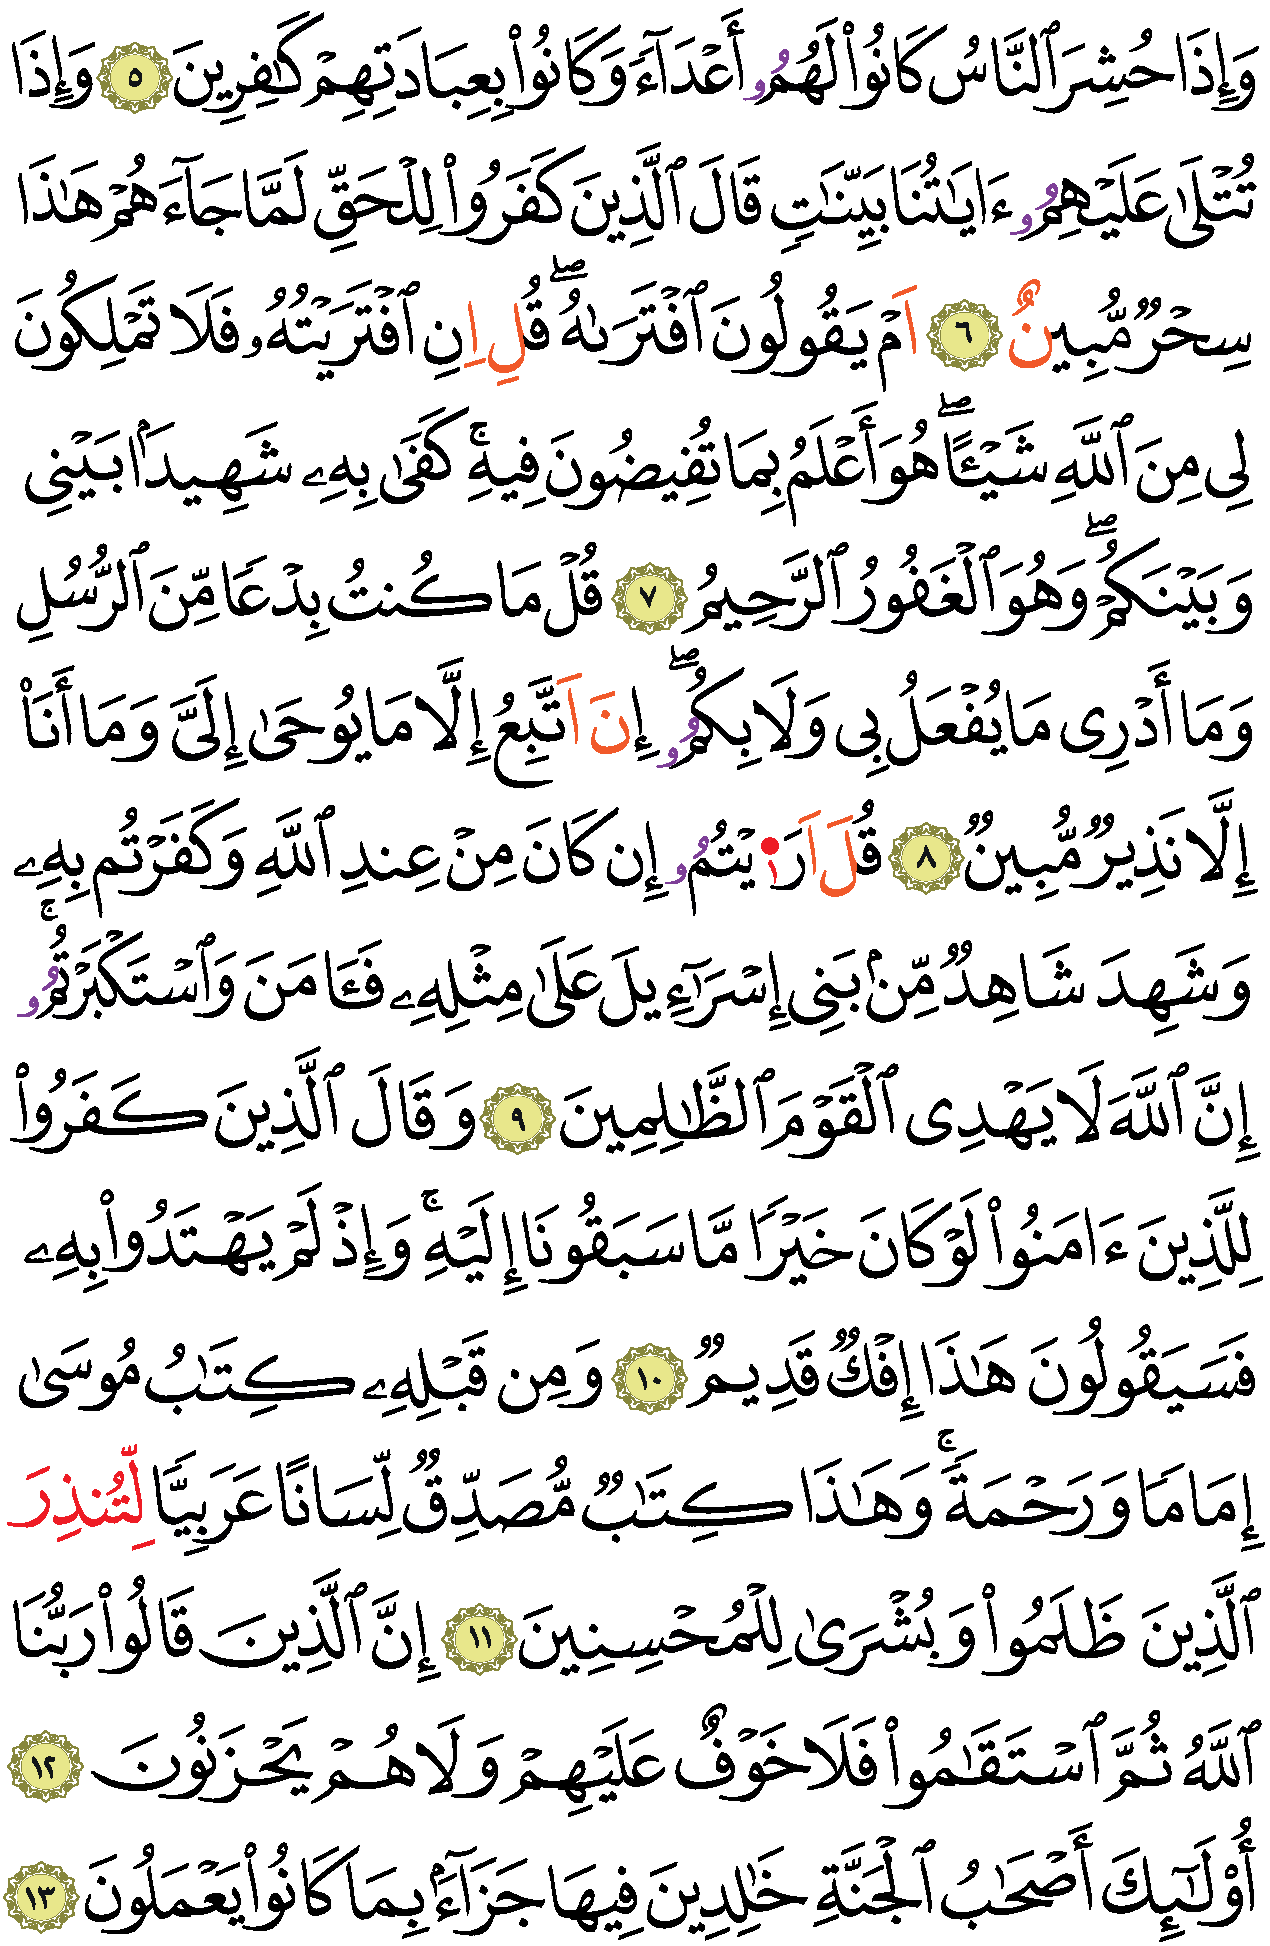 وَإِذَا حُشِرَ ٱلنَّاسُ كَانُواْ لَهُمُۥ أَعْدَآءً وَكَانُواْ بِعِبَادَتِهِمْ كَٰفِرِينَ ٥ وَإِذَا
تُتْلَىٰ عَلَيْهِمُۥ ءَايَٰتُنَا بَيِّنَٰتٍ قَالَ ٱلَّذِينَ كَفَرُواْ لِلْحَقِّ لَمَّا جَآءَهُمْ هَٰذَا
سِحْرٌ مُّبِينٌ ٦ اَمْ يَقُولُونَ ٱفْتَرَىٰهُۖ قُلِ اِنِ ٱفْتَرَيْتُهُۥ فَلَا تَمْلِكُونَ
لِى مِنَ ٱللَّهِ شَيْـًٔاۖ هُوَ أَعْلَمُ بِمَا تُفِيضُونَ فِيهِۚ كَفَىٰ بِهِۦ شَهِيدَۢا بَيْنِى
وَبَيْنَكُمْۖ وَهُوَ ٱلْغَفُورُ ٱلرَّحِيمُ ٧ قُلْ مَا كُنتُ بِدْعًا مِّنَ ٱلرُّسُلِ
وَمَا أَدْرِى مَا يُفْعَلُ بِى وَلَا بِكُمُۥۖ إِنَ اَتَّبِعُ إِلَّا مَا يُوحَىٰ إِلَىَّ وَمَا أَنَا۠
إِلَّا نَذِيرٌ مُّبِينٌ ٨ قُلَ اَرَ•ا۬يْتُمُۥ إِن كَانَ مِنْ عِندِ ٱللَّهِ وَكَفَرْتُم بِهِۦ
وَشَهِدَ شَاهِدٌ مِّنۢ بَنِى إِسْرَآءِيلَ عَلَىٰ مِثْلِهِۦ فَـَٔامَنَ وَٱسْتَكْبَرْتُمُۥۚ
إِنَّ ٱللَّهَ لَا يَهْدِى ٱلْقَوْمَ ٱلظَّٰلِمِينَ ٩ وَقَالَ ٱلَّذِينَ كَفَرُواْ
لِلَّذِينَ ءَامَنُواْ لَوْ كَانَ خَيْرًا مَّا سَبَقُونَا إِلَيْهِۚ وَإِذْ لَمْ يَهْتَدُواْ بِهِۦ
فَسَيَقُولُونَ هَٰذَا إِفْكٌ قَدِيمٌ ١٠ وَمِن قَبْلِهِۦ كِتَٰبُ مُوسَىٰ
إِمَامًا وَرَحْمَةًۚ وَهَٰذَا كِتَٰبٌ مُّصَدِّقٌ لِّسَانًا عَرَبِيًّا لِّتُنذِرَ
ٱلَّذِينَ ظَلَمُواْ وَبُشْرَىٰ لِلْمُحْسِنِينَ ١١ إِنَّ ٱلَّذِينَ قَالُواْ رَبُّنَا
ٱللَّهُ ثُمَّ ٱسْتَقَٰمُواْ فَلَا خَوْفٌ عَلَيْهِمْ وَلَا هُمْ يَحْزَنُونَ ١٢
أُوْلَٰٓئِكَ أَصْحَٰبُ ٱلْجَنَّةِ خَٰلِدِينَ فِيهَا جَزَآءَۢ بِمَا كَانُواْ يَعْمَلُونَ ١٣